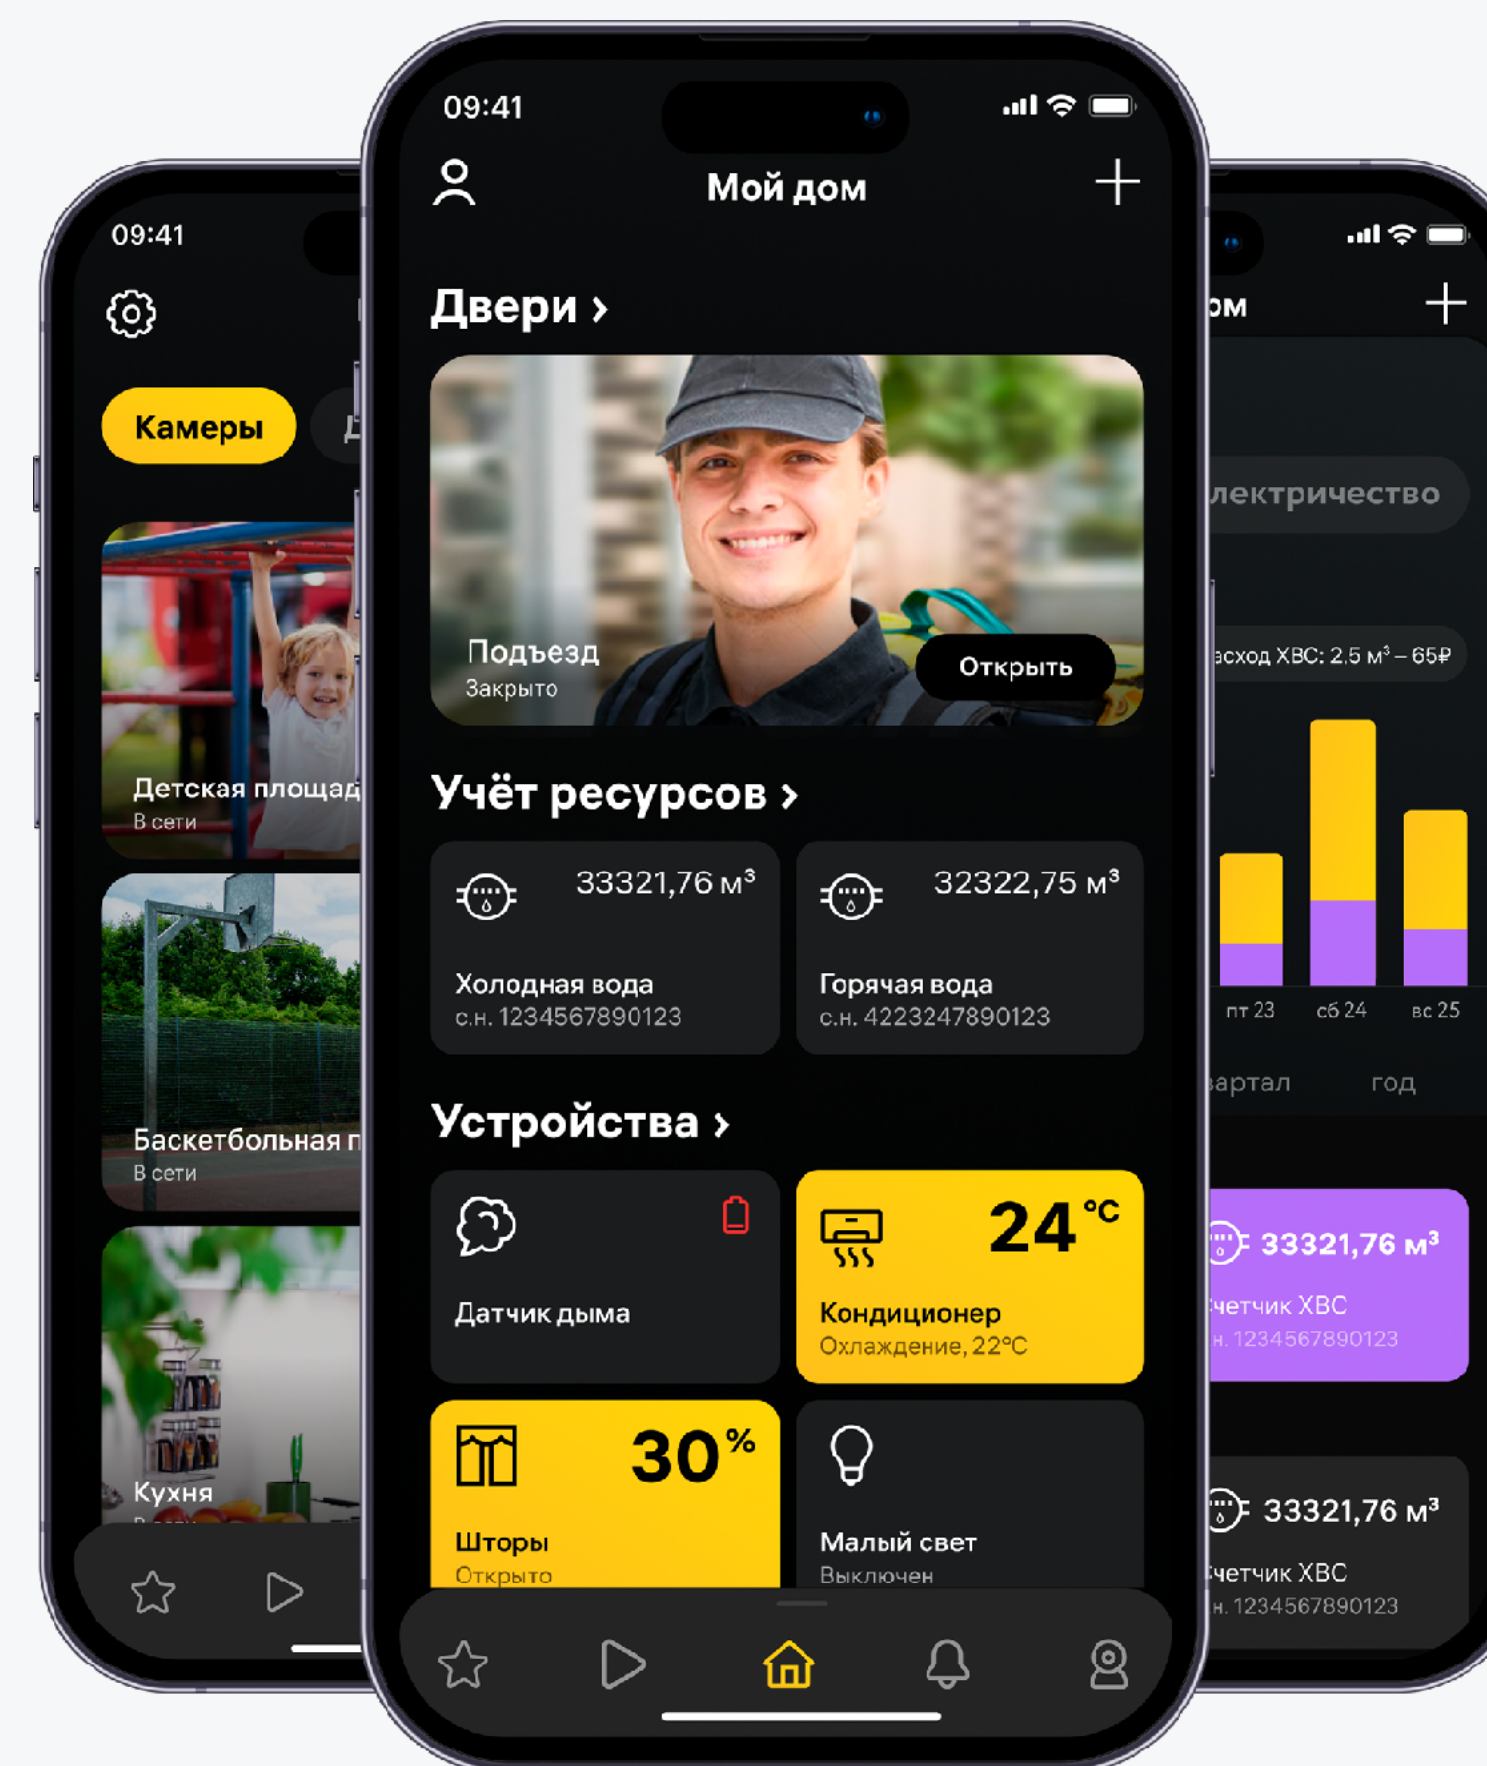 09:41
Камеры
Детская площад
В сети
Баскетбольная п
В сети
Кухня
09:41
Мой дом
Двери ›
Подъезд
Закрыто
Открыть
Учёт ресурсов ›
33321,76 м³
Холодная вода
с.н. 1234567890123
32322,75 м³
Горячая вода
с.н. 4223247890123
Устройства ›
Датчик дыма
24 °C
Кондиционер
Охлаждение, 22°C
30 %
Шторы
Открыто
Малый свет
Выключен
ом
лектричество
асход ХВС: 2.5 м³ – 65₽
пт 23 сб 24 вс 25
вартал год
33321,76 м³
четчик ХВС
н. 1234567890123
33321,76 м³
четчик ХВС
н. 1234567890123